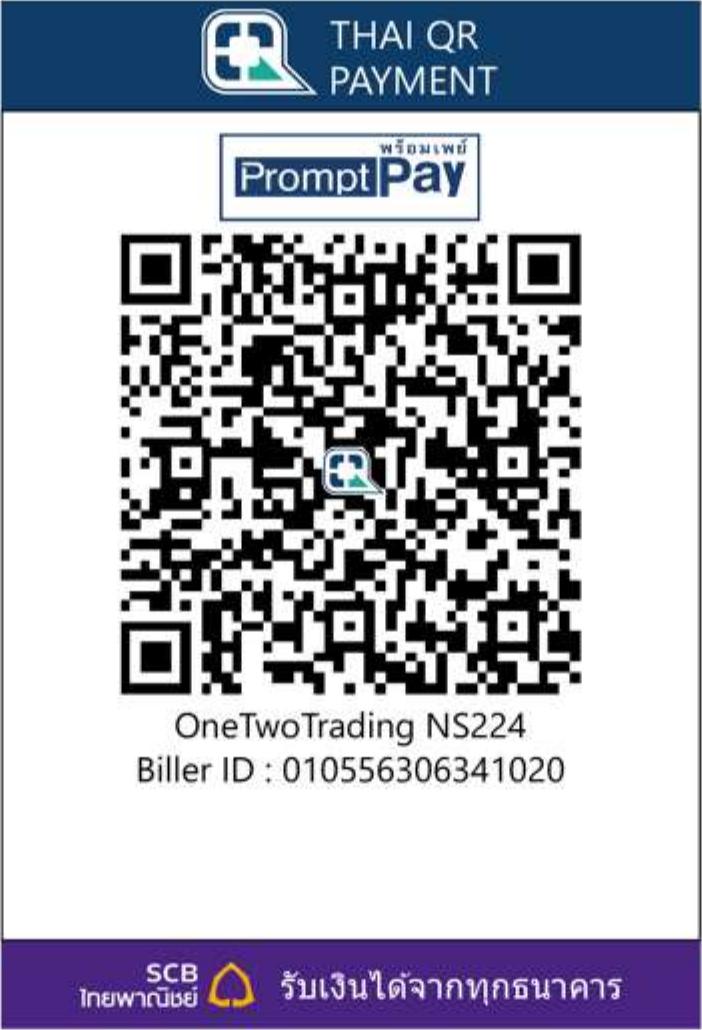 THAI QR
PAYMENT
พร้อมเพย์
Prompt Pay
OneTwoTrading NS224
Biller ID : 010556306341020
SCB
ไทยพาณิชย์
รับเงินได้จากทุกธนาคาร